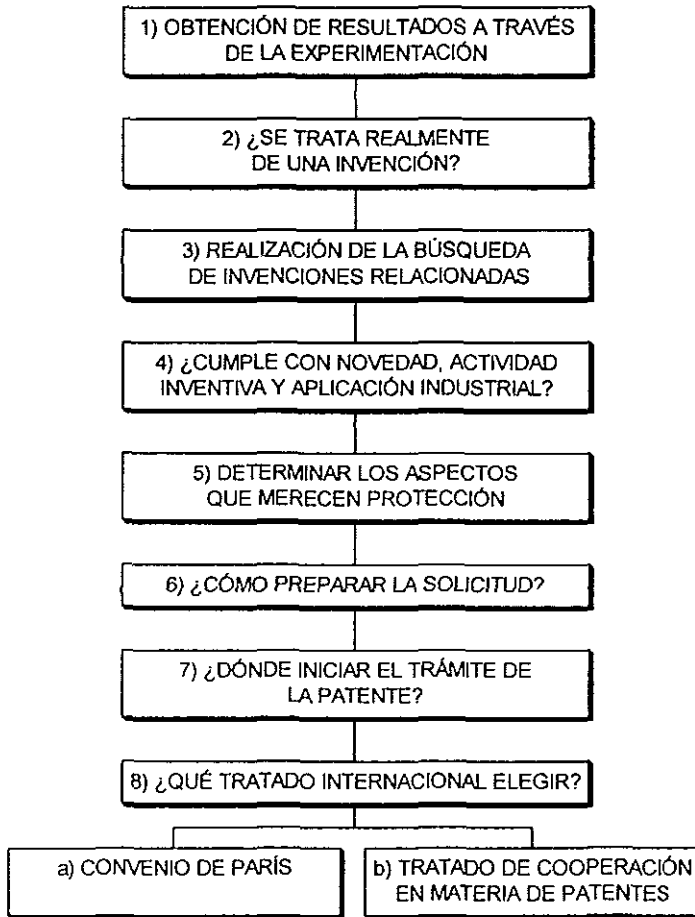 1) OBTENCIÓN DE RESULTADOS A TRAVÉS
DE LA EXPERIMENTACIÓN
2) ¿SE TRATA REALMENTE
DE UNA INVENCIÓN?
3) REALIZACIÓN DE LA BÚSQUEDA
DE INVENCIONES RELACIONADAS
4) ¿CUMPLE CON NOVEDAD, ACTIVIDAD
INVENTIVA Y APLICACIÓN INDUSTRIAL?
5) DETERMINAR LOS ASPECTOS
QUE MERECEN PROTECCIÓN
6) ¿CÓMO PREPARAR LA SOLICITUD?
7) ¿DÓNDE INICIAR EL TRÁMITE DE
LA PATENTE?
8) ¿QUÉ TRATADO INTERNACIONAL ELEGIR?
a) CONVENIO DE PARÍS
b) TRATADO DE COOPERACIÓN
EN MATERIA DE PATENTES